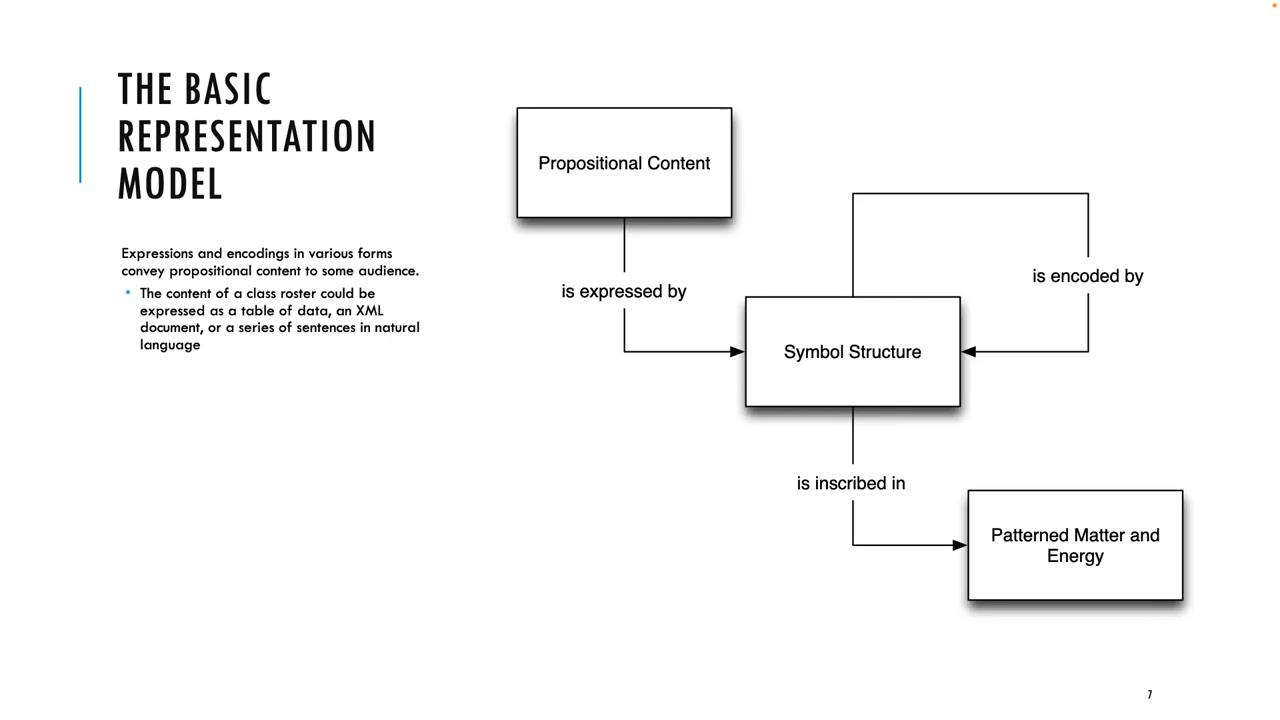 THE BASIC
REPRESENTATION
MODEL
Expressions and encodings in various forms
convey propositional content to some audience.
▪ The content of a class roster could be
expressed as a table of data, an XML
document, or a series of sentences in natural
language
Propositional Content
is expressed by
is encoded by
Symbol Structure
is inscribed in
Patterned Matter and
Energy
7